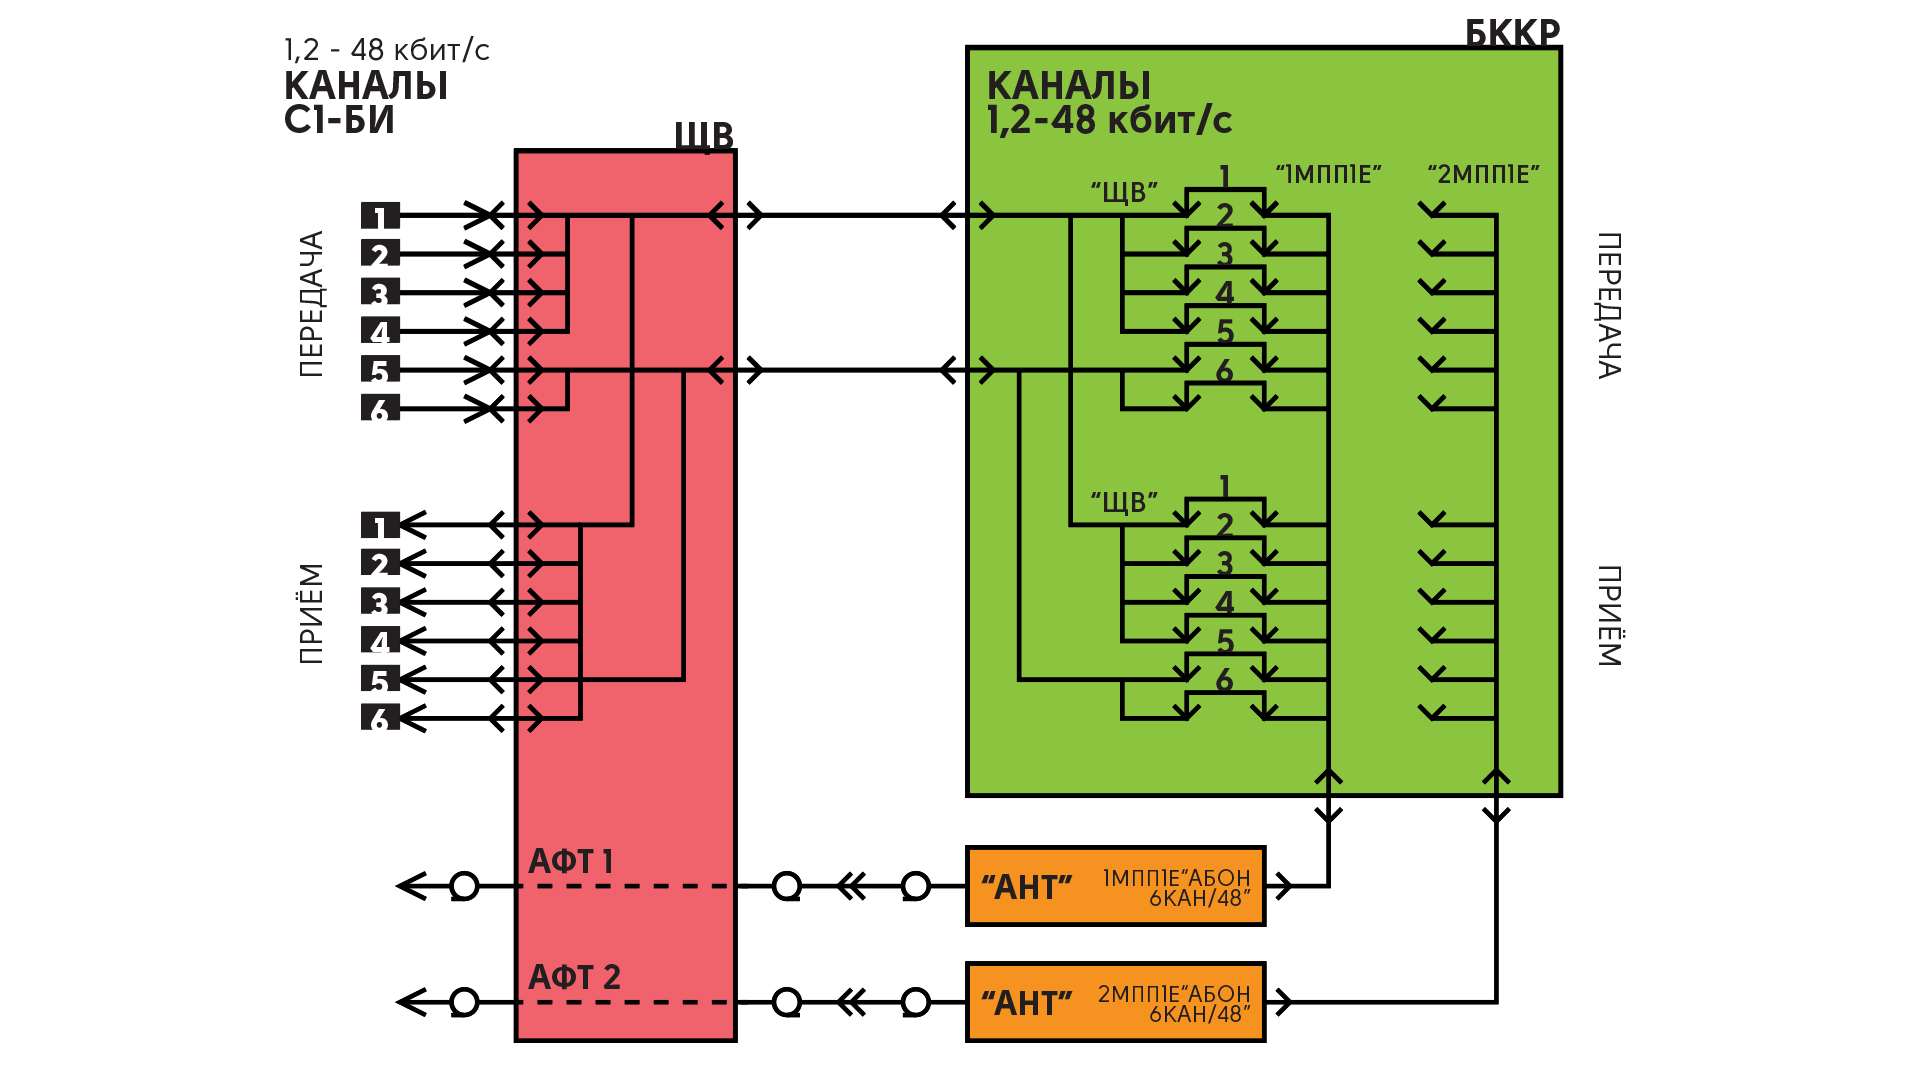 1,2 - 48 кбит/с
КАНАЛЫ
С1-БИ
ЩВ
БККР
КАНАЛЫ
1,2-48 кбит/с
"ЩВ"
"1МПП1Е"
"2МПП1Е"
ПЕРЕДАЧА
1
2
3
4
5
6
1
2
3
4
5
6
ПЕРЕДАЧА
ПРИЁМ
1
2
3
4
5
6
"ЩВ"
1
2
3
4
5
6
ПРИЁМ
АФТ 1
"АНТ"
1МПП1Е"АБОН
6КАН/48"
АФТ 2
"АНТ"
2МПП1Е"АБОН
6КАН/48"